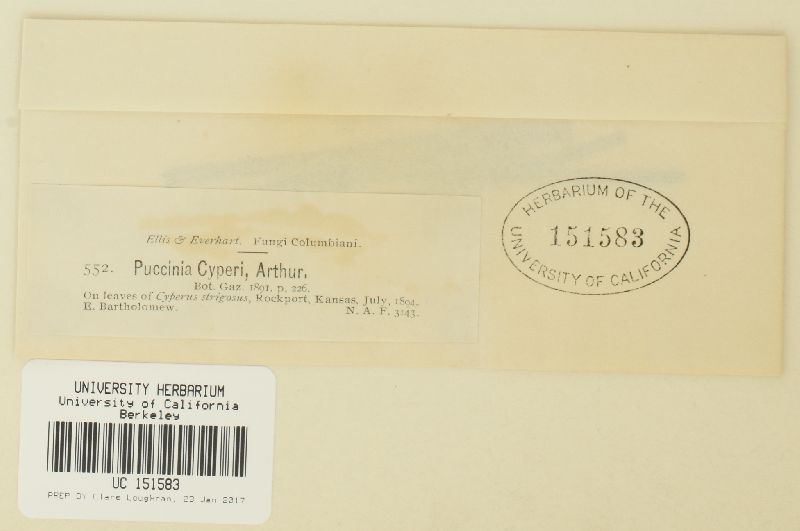 HERBARIUM OF THE
151583
UNIVERSITY OF CALIFORNIA
Ellis & Everhart. Fungi Columbiani.
552. Puccinia Cyperi, Arthur.
Bot. Gaz. 1891, p. 226.
On leaves of Cyperus strigosus, Rockport, Kansas, July, 1894.
E. Bartholomew. N. A. F. 3143.
UNIVERSITY HERBARIUM
University of California
Berkeley
UC 151583
PREP BY Clare Loughran, 23 Jan 2017